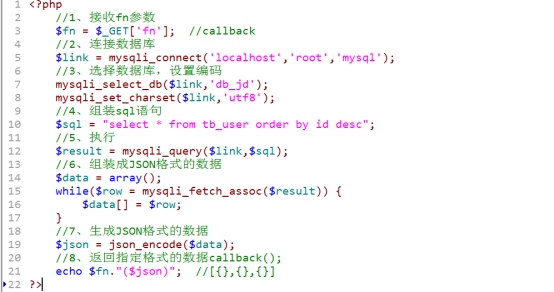 1 <?php
2 //1、接收fn参数
3 $fn = $_GET['fn']; //callback
4 //2、连接数据库
5 $link = mysqli_connect('localhost','root','mysql');
6 //3、选择数据库，设置编码
7 mysqli_select_db($link,'db_jd');
8 mysqli_set_charset($link,'utf8');
9 //4、组装sql语句
10 $sql = "select * from tb_user order by id desc";
11 //5、执行
12 $result = mysqli_query($link,$sql);
13 //6、组装成JSON格式的数据
14 $data = array();
15 while($row = mysqli_fetch_assoc($result)) {
16 $data[] = $row;
17 }
18 //7、生成JSON格式的数据
19 $json = json_encode($data);
20 //8、返回指定格式的数据callback();
21 echo $fn."($json)"; //[{},{},{}]
22 ?>